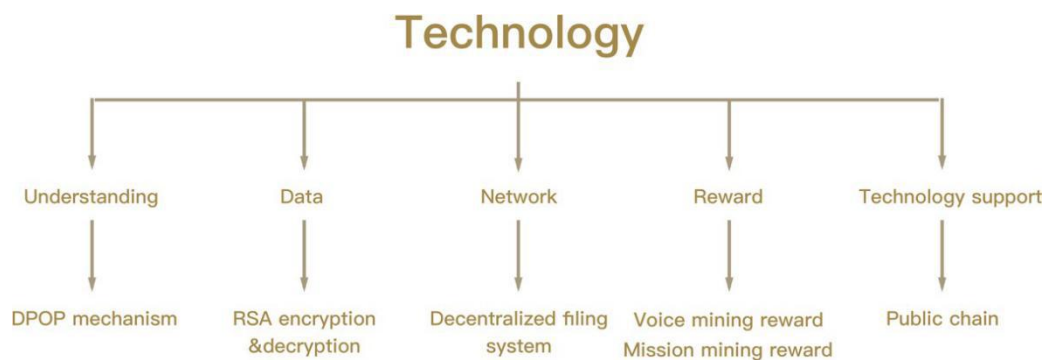 Technology
Understanding
Data
Network
Reward
Technology support
DPOP mechanism
RSA encryption
&decryption
Decentralized filing
system
Voice mining reward
Mission mining reward
Public chain